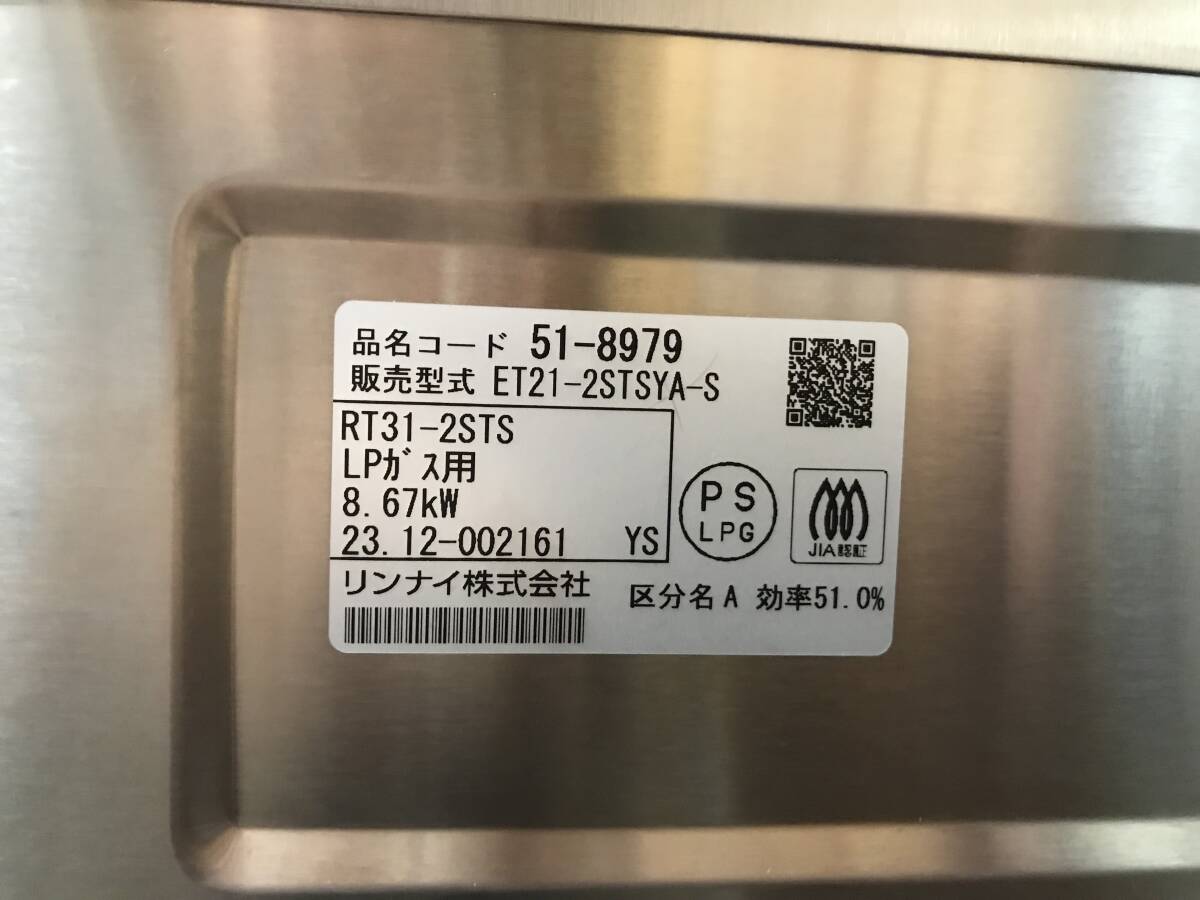 品名コード 51-8979
販売型式 ET21-2STSYA-S
RT31-2STS
LPガス用
8.67kW
23.12-002161 YS
PS
LPG
JIA認証
リンナイ株式会社
区分名A 効率51.0%